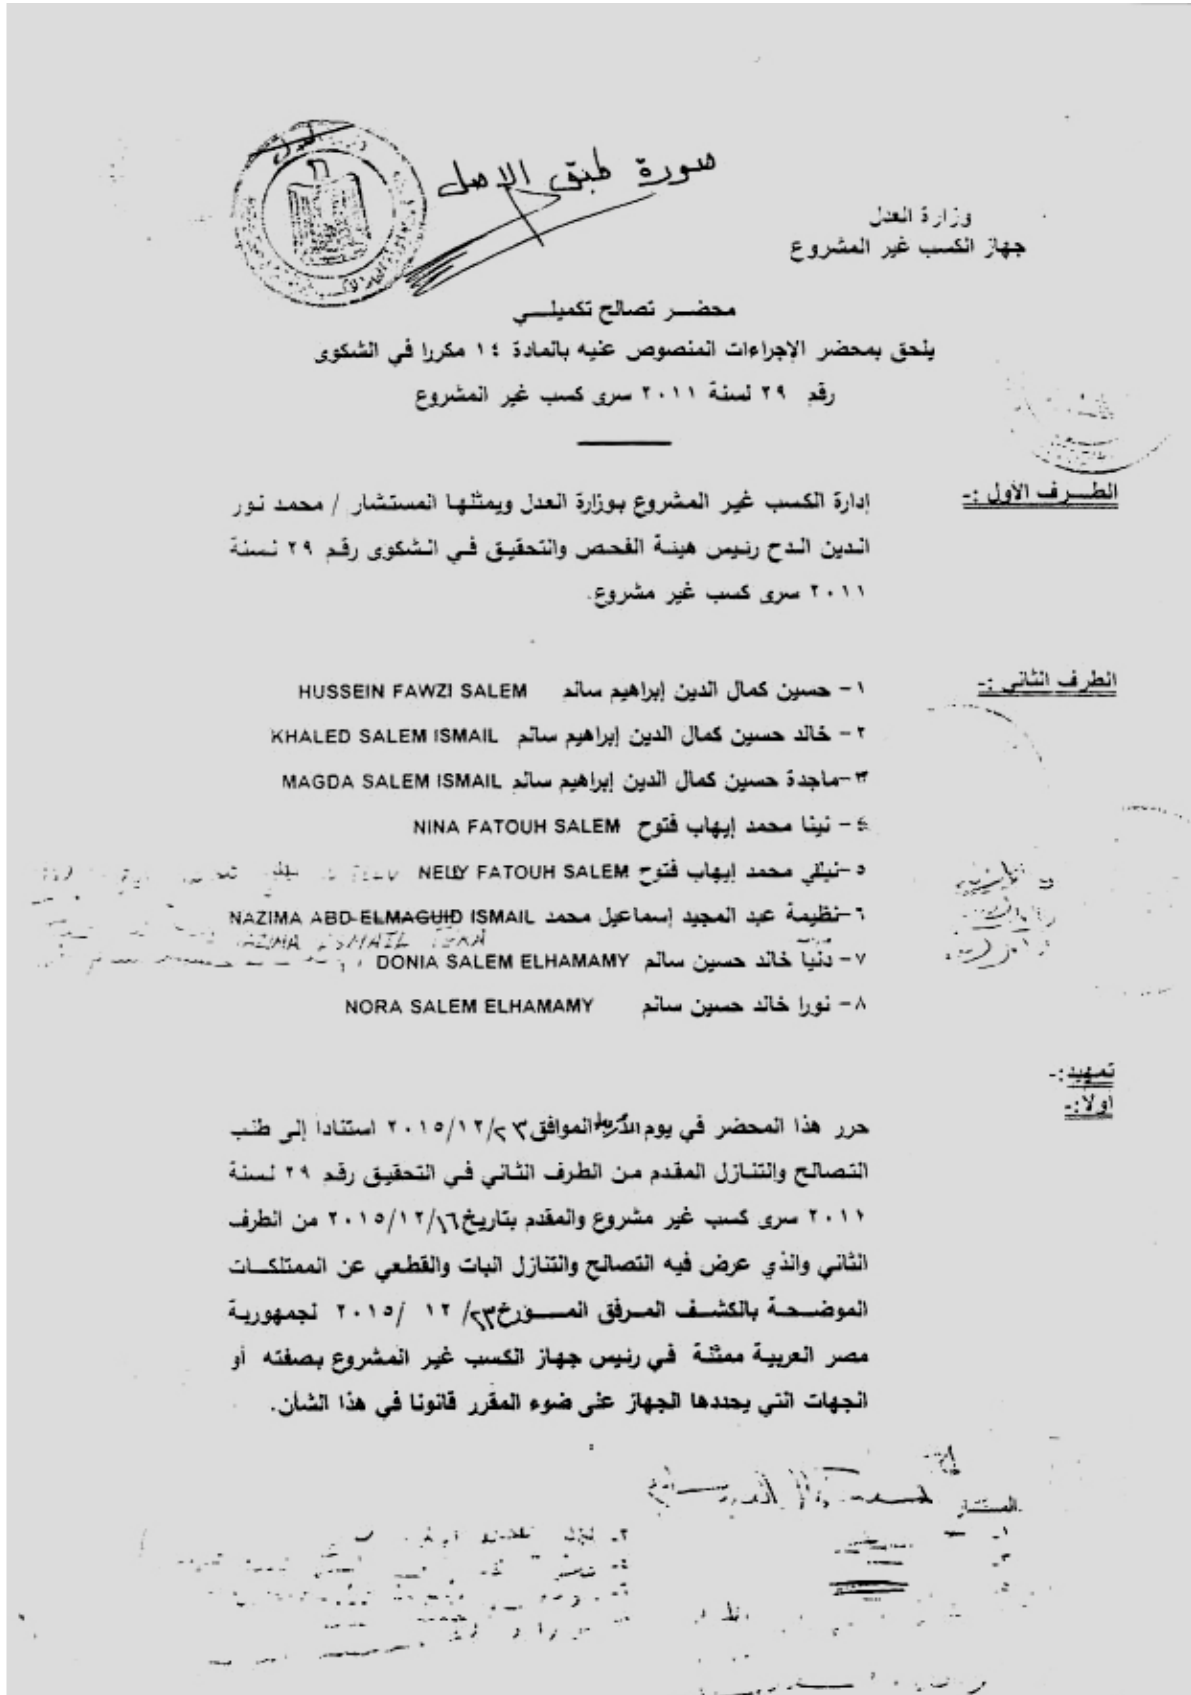 صورة طبق الاصل
وزارة العدل
جهاز الكسب غير المشروع
محضـــر تصالح تكميلـــي
يلحق بمحضر الإجراءات المنصوص عليه بالمادة ١٤ مكررا في الشكوى
رقم ٢٩ لسنة ٢٠١١ سرى كسب غير المشروع
الطـــرف الأول :-
إدارة الكسب غير المشروع بوزارة العدل ويمثلها المستشار / محمد نور
الدين الدح رئيس هيئة الفحص والتحقيق في الشكوى رقم ٢٩ لسنة
٢٠١١ سرى كسب غير مشروع.
الطرف الثاني :-
١- حسين كمال الدين إبراهيم سالم HUSSEIN FAWZI SALEM
٢- خالد حسين كمال الدين إبراهيم سالم KHALED SALEM ISMAIL
٣-ماجدة حسين كمال الدين إبراهيم سالم MAGDA SALEM ISMAIL
٤- نينا محمد إيهاب فتوح NINA FATOUH SALEM
٥-نيللي محمد إيهاب فتوح NELLY FATOUH SALEM
٦-نظيمة عبد المجيد إسماعيل محمد NAZIMA ABD-ELMAGUID ISMAIL
NAZIMA ISMAIL
٧- دنيا خالد حسين سالم DONIA SALEM ELHAMAMY
٨- نورا خالد حسين سالم NORA SALEM ELHAMAMY
تمهيد:-
أولا:-
حرر هذا المحضر في يوم الأربعاء الموافق ٢٠١٥/١٢/٢٣ استناداً إلى طلب
التصالح والتنازل المقدم من الطرف الثاني في التحقيق رقم ٢٩ لسنة
٢٠١١ سرى كسب غير مشروع والمقدم بتاريخ ٢٠١٥/١٢/١٦ من الطرف
الثاني والذي عرض فيه التصالح والتنازل البات والقطعي عن الممتلكــات
الموضــحة بالكشف المـرفق المـــؤرخ ٢٣/ ١٢ /٢٠١٥ لجمهورية
مصر العربية ممثلة في رئيس جهاز الكسب غير المشروع بصفته أو
الجهات التي يحددها الجهاز على ضوء المقرر قانونا في هذا الشأن.
المستشار